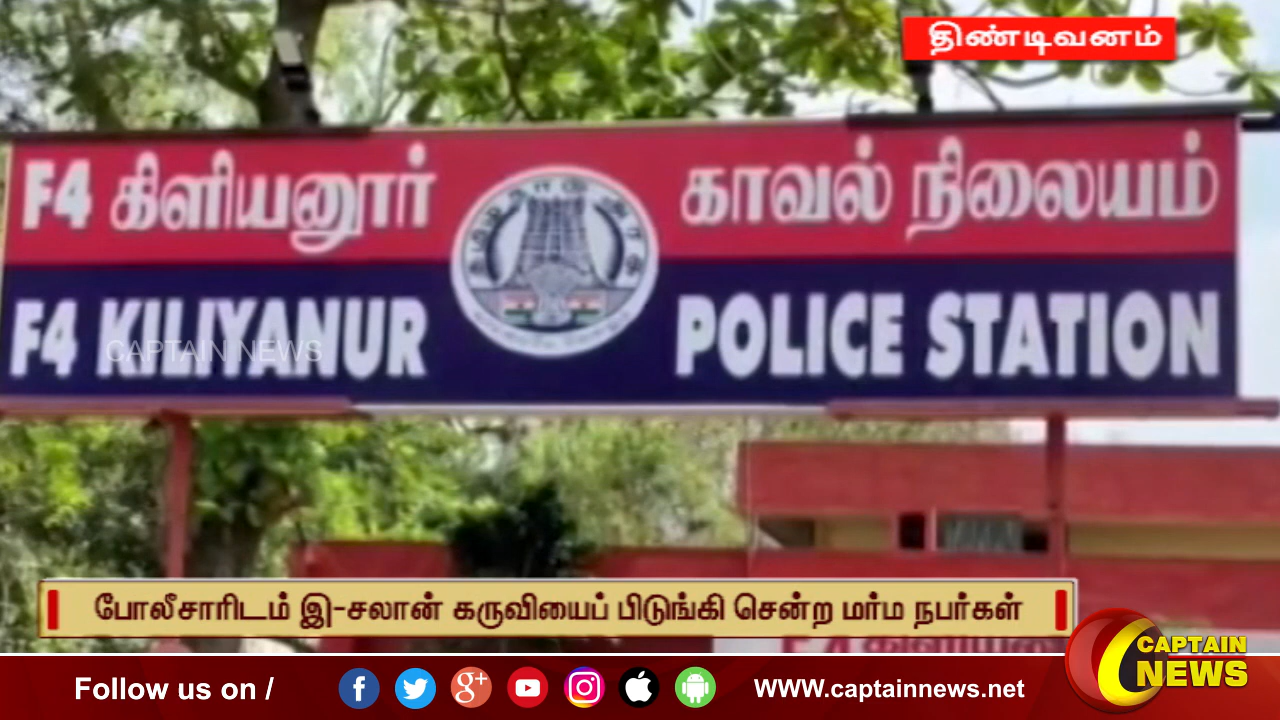 திண்டிவனம்
F4 கிளியனூர்
காவல் நிலையம்
F4 KILIYANUR
POLICE STATION
CAPTAIN NEWS
போலீசாரிடம் இ-சலான் கருவியைப் பிடுங்கி சென்ற மர்ம நபர்கள்
CAPTAIN
NEWS
Follow us on /
WWW.captainnews.net